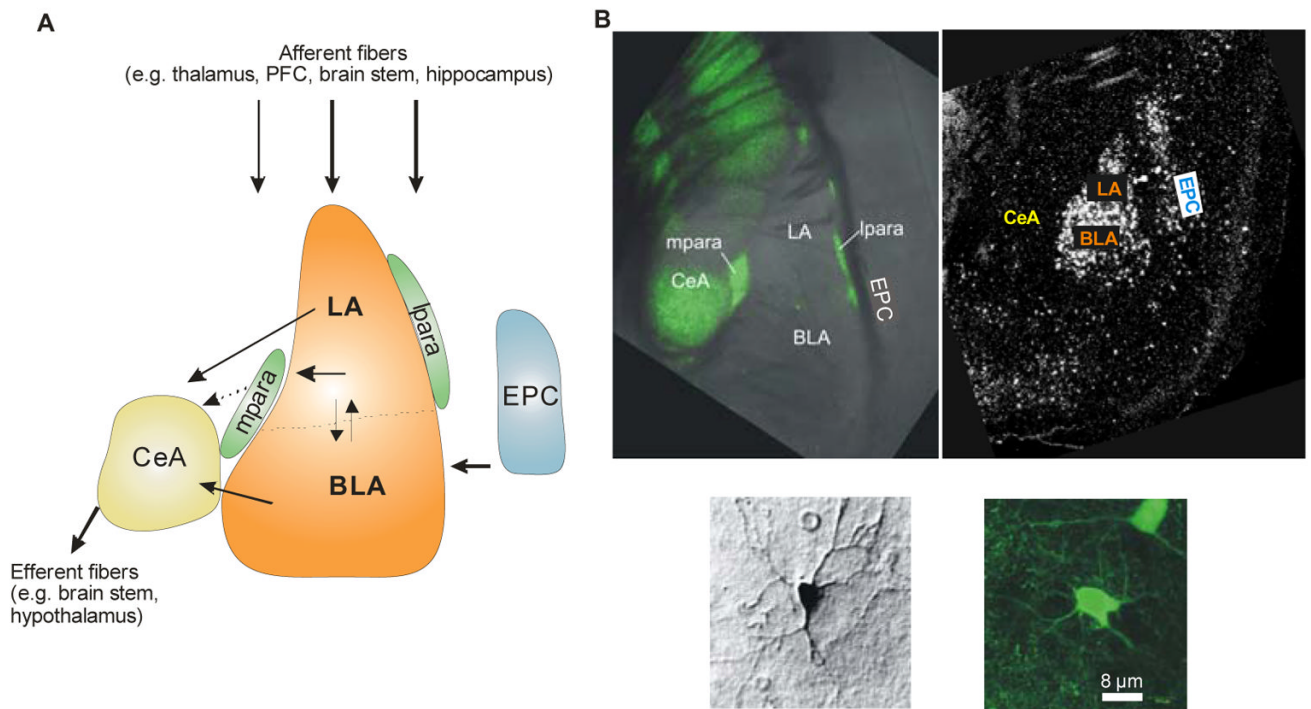 A
Afferent fibers
(e.g. thalamus, PFC, brain stem, hippocampus)
LA
lpara
mpara
EPC
CeA
BLA
Efferent fibers
(e.g. brain stem,
hypothalamus)
B
LA
lpara
mpara
CeA
EPC
BLA
LA
EPC
CeA
BLA
8 µm